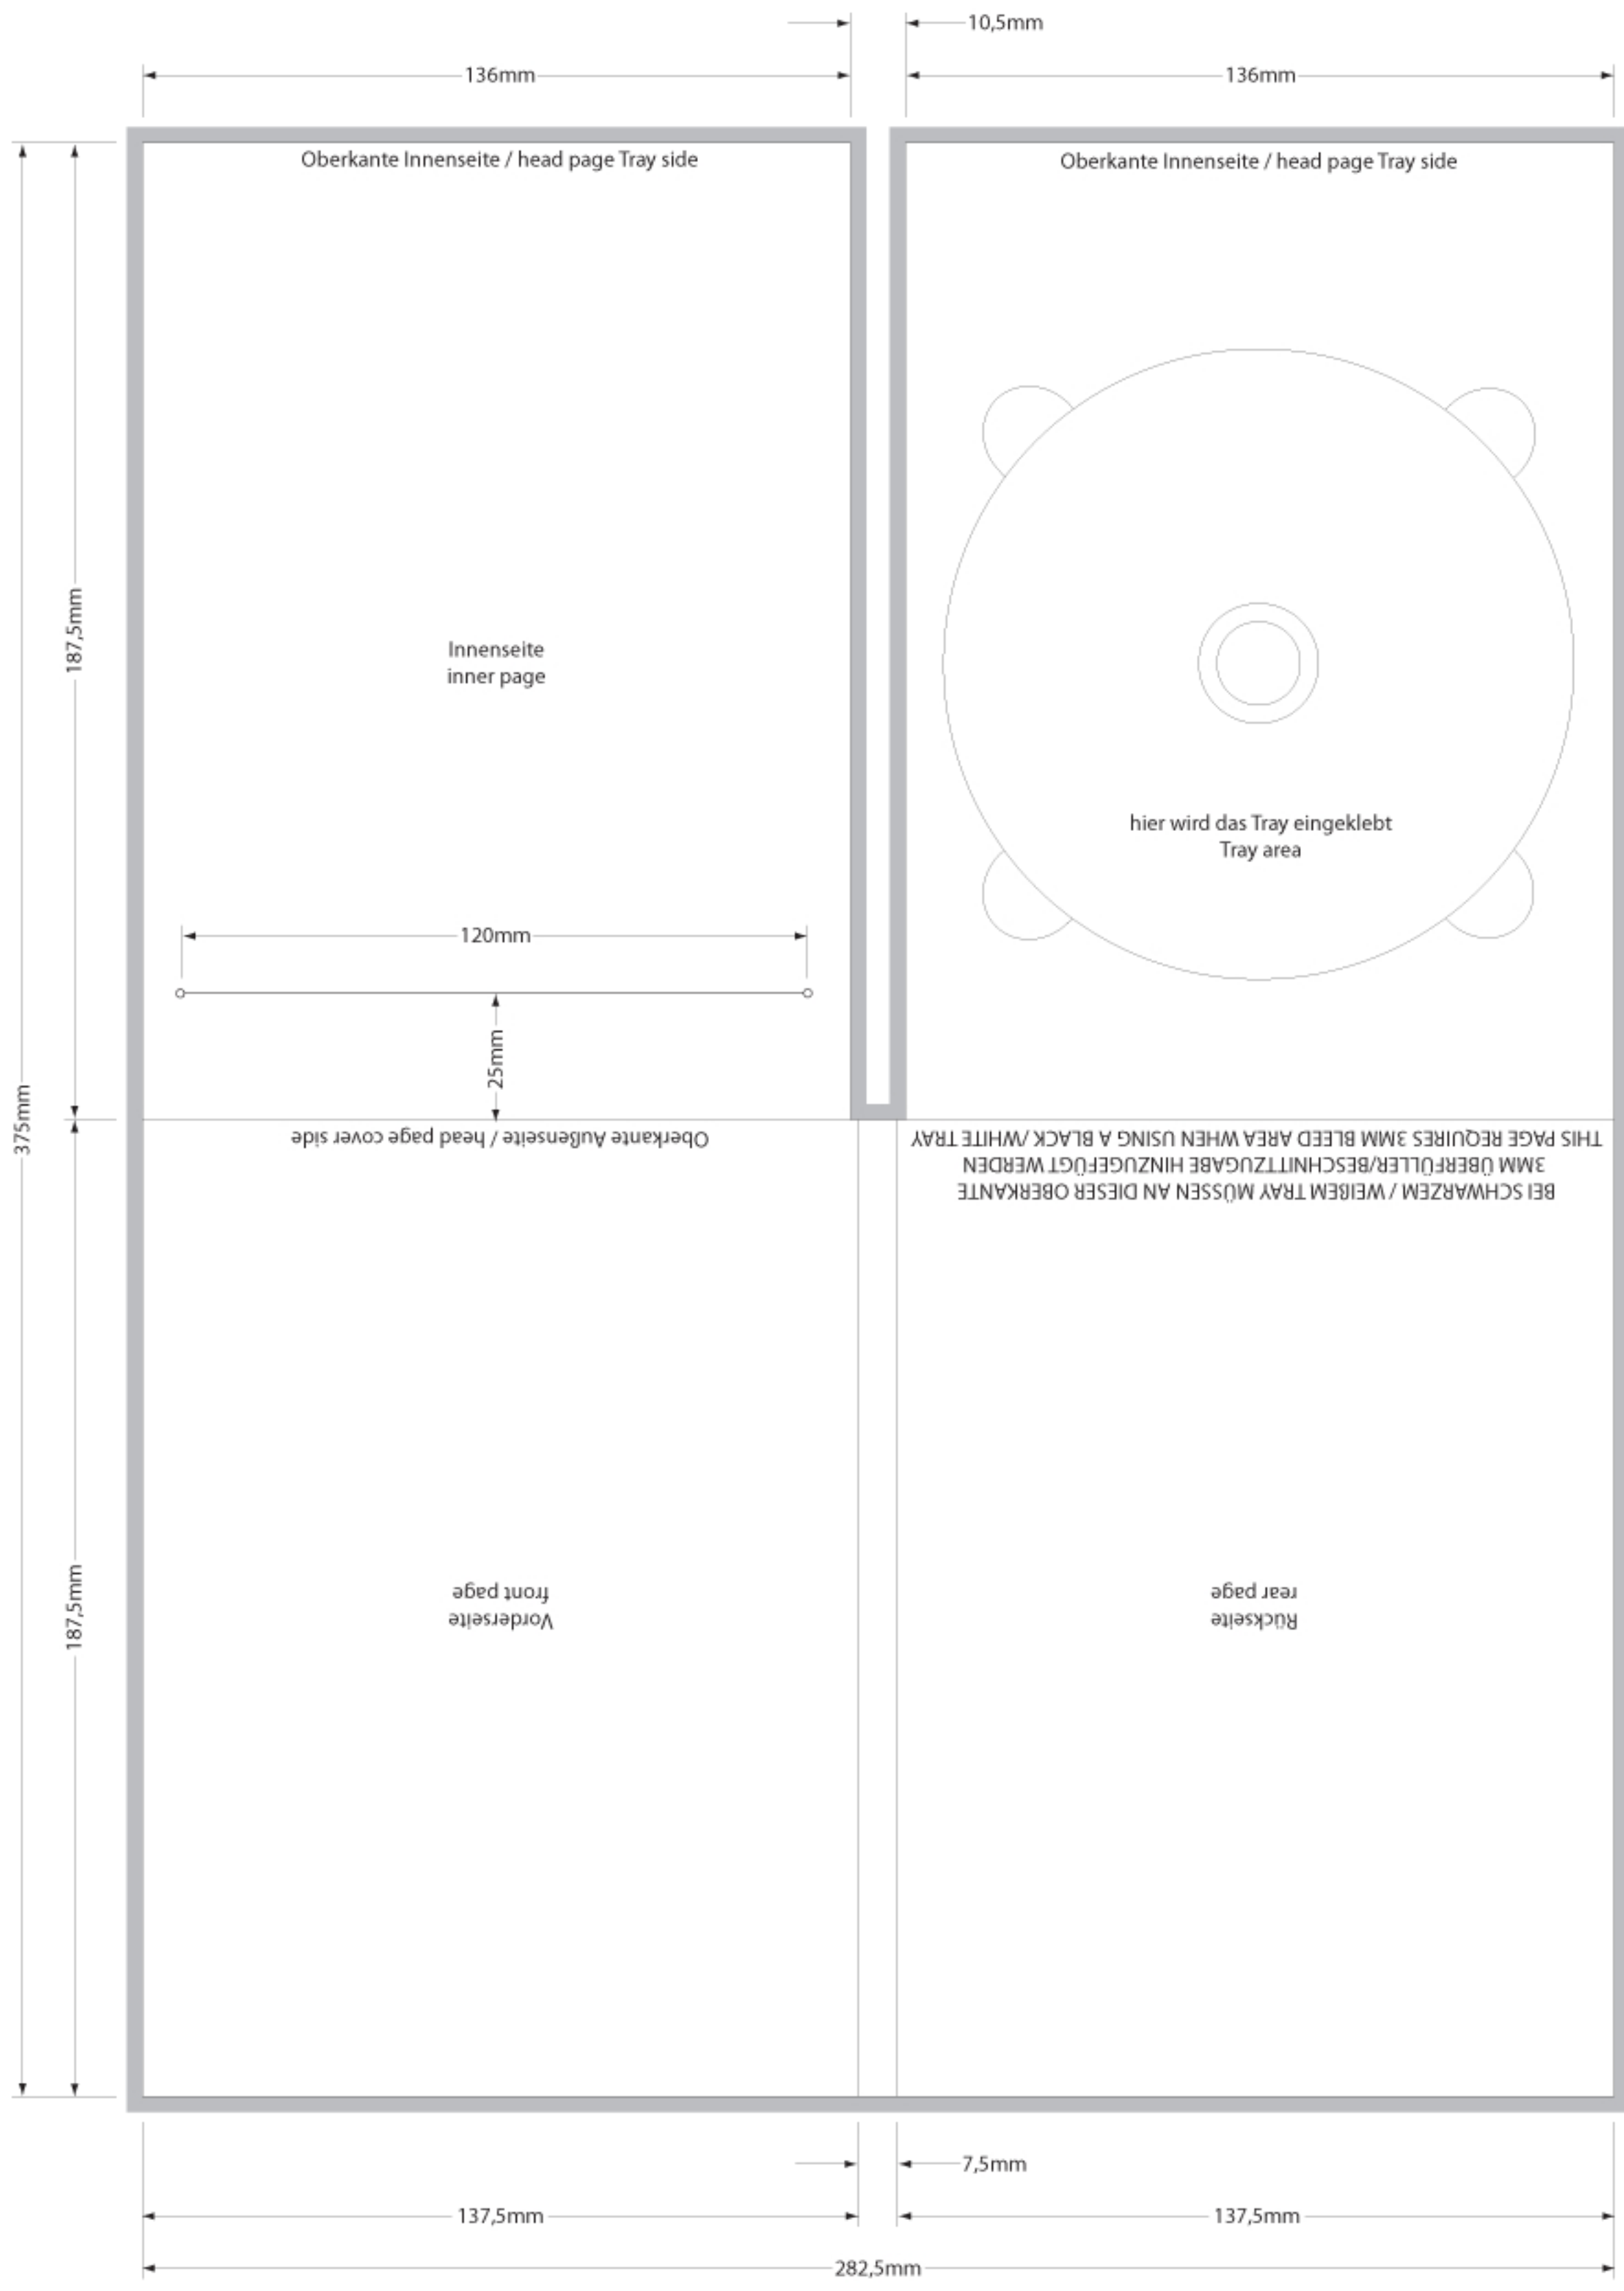 10,5mm
136mm
136mm
Oberkante Innenseite / head page Tray side
Oberkante Innenseite / head page Tray side
187,5mm
Innenseite
inner page
hier wird das Tray eingeklebt
Tray area
120mm
25mm
375mm
Oberkante Außenseite / head page cover side
BEI SCHWARZEM / WEIßEM TRAY MÜSSEN AN DIESER OBERKANTE
3MM ÜBERFÜLLER/BESCHNITTZUGABE HINZUGEFÜGT WERDEN
THIS PAGE REQUIRES 3MM BLEED AREA WHEN USING A BLACK /WHITE TRAY
187,5mm
Vorderseite
front page
Rückseite
rear page
7,5mm
137,5mm
137,5mm
282,5mm